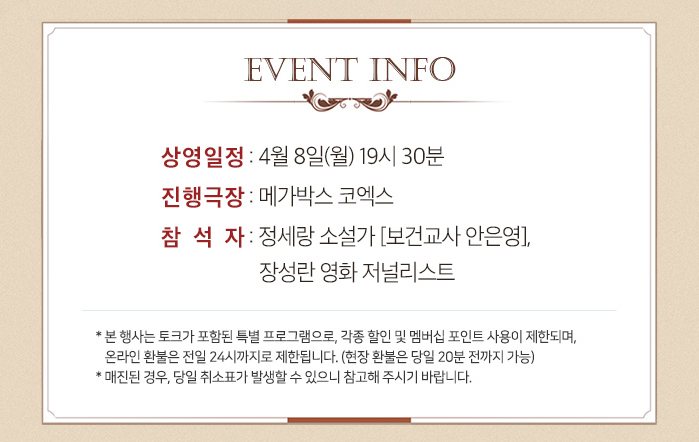 EVENT INFO
상영일정 : 4월 8일(월) 19시 30분
진행극장 : 메가박스 코엑스
참 석 자 : 정세랑 소설가 [보건교사 안은영],
장성란 영화 저널리스트
* 본 행사는 토크가 포함된 특별 프로그램으로, 각종 할인 및 멤버십 포인트 사용이 제한되며,
온라인 환불은 전일 24시까지로 제한됩니다. (현장 환불은 당일 20분 전까지 가능)
* 매진된 경우, 당일 취소표가 발생할 수 있으니 참고해 주시기 바랍니다.